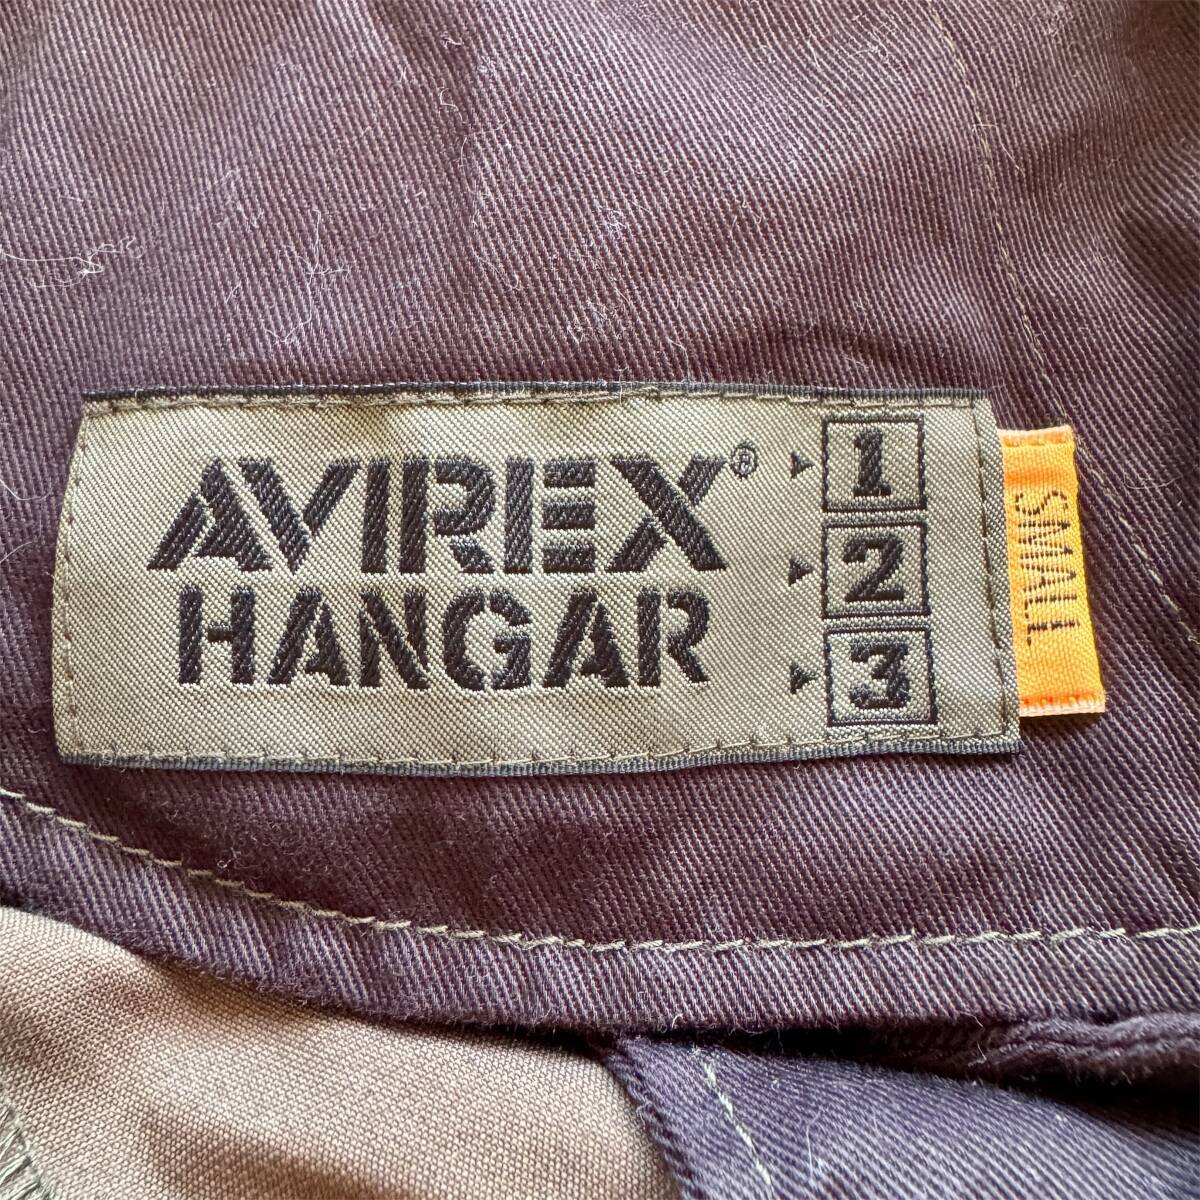 AVIREX®
HANGAR
1
2
3
SMALL